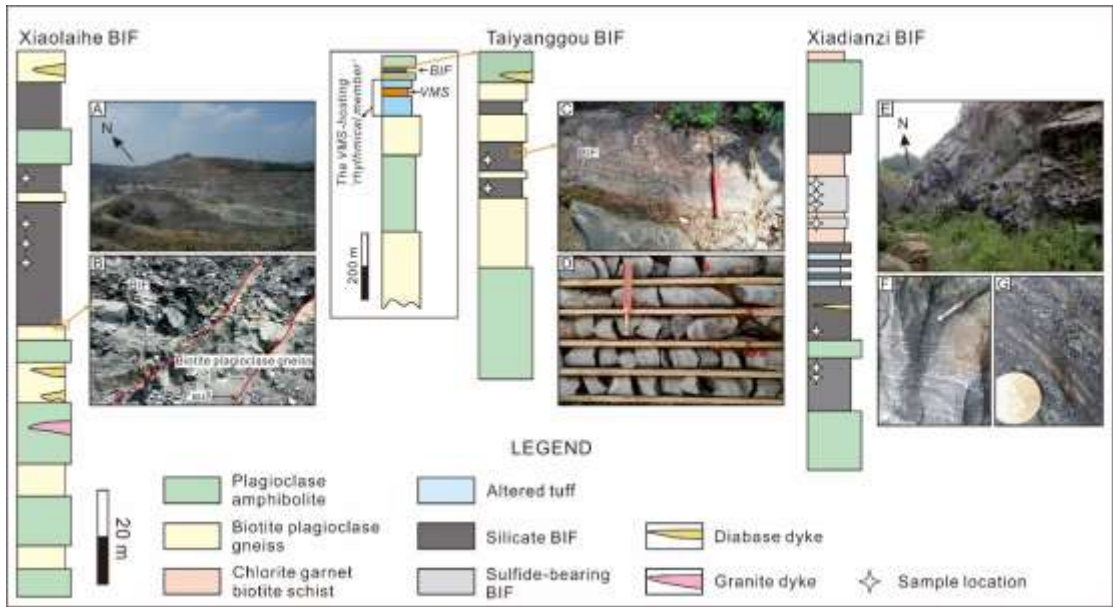 Xiaolaihe BIF
Taiyanggou BIF
Xiadianzi BIF
The VMS-hosting
'rhythmical member'
BIF
VMS
200 m
A
N
B
BIF
Biotite plagioclase gneiss
C
BIF
D
E
N
F
G
20 m
LEGEND
Plagioclase
amphibolite
Biotite plagioclase
gneiss
Chlorite garnet
biotite schist
Altered tuff
Silicate BIF
Sulfide-bearing
BIF
Diabase dyke
Granite dyke
Sample location